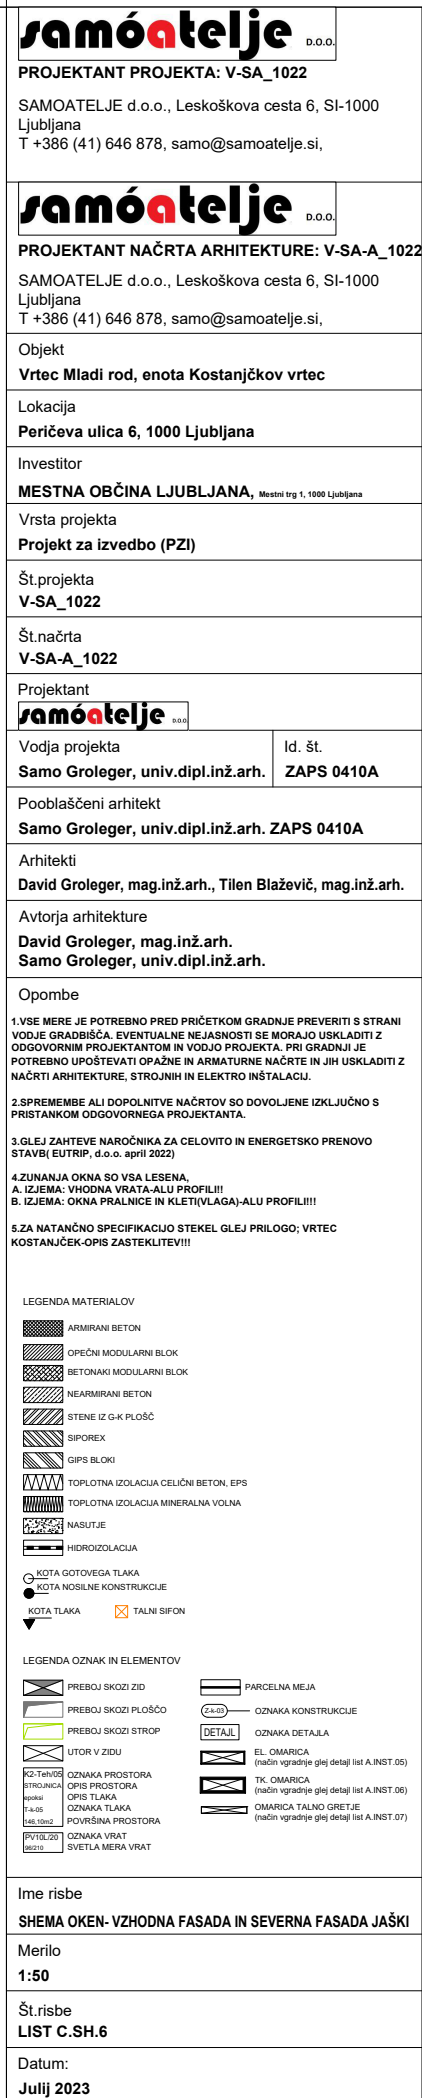 samóatelje D.O.O.
PROJEKTANT PROJEKTA: V-SA_1022
SAMOATELJE d.o.o., Leskoškova cesta 6, SI-1000
Ljubljana
T +386 (41) 646 878, samo@samoatelje.si,
samóatelje D.O.O.
PROJEKTANT NAČRTA ARHITEKTURE: V-SA-A_1022
SAMOATELJE d.o.o., Leskoškova cesta 6, SI-1000
Ljubljana
T +386 (41) 646 878, samo@samoatelje.si,
Objekt
Vrtec Mladi rod, enota Kostanjčkov vrtec
Lokacija
Peričeva ulica 6, 1000 Ljubljana
Investitor
MESTNA OBČINA LJUBLJANA, Mestni trg 1, 1000 Ljubljana
Vrsta projekta
Projekt za izvedbo (PZI)
Št.projekta
V-SA_1022
Št.načrta
V-SA-A_1022
Projektant
samóatelje D.O.O.
Vodja projekta Id. št.
Samo Groleger, univ.dipl.inž.arh. ZAPS 0410A
Pooblaščeni arhitekt
Samo Groleger, univ.dipl.inž.arh. ZAPS 0410A
Arhitekti
David Groleger, mag.inž.arh., Tilen Blaževič, mag.inž.arh.
Avtorja arhitekture
David Groleger, mag.inž.arh.
Samo Groleger, univ.dipl.inž.arh.
Opombe
1.VSE MERE JE POTREBNO PRED PRIČETKOM GRADNJE PREVERITI S STRANI
VODJE GRADBIŠČA. EVENTUALNE NEJASNOSTI SE MORAJO USKLADITI Z
ODGOVORNIM PROJEKTANTOM IN VODJO PROJEKTA. PRI GRADNJI JE
POTREBNO UPOŠTEVATI OPAŽNE IN ARMATURNE NAČRTE IN JIH USKLADITI Z
NAČRTI ARHITEKTURE, STROJNIH IN ELEKTRO INŠTALACIJ.
2.SPREMEMBE ALI DOPOLNITVE NAČRTOV SO DOVOLJENE IZKLJUČNO S
PRISTANKOM ODGOVORNEGA PROJEKTANTA.
3.GLEJ ZAHTEVE NAROČNIKA ZA CELOVITO IN ENERGETSKO PRENOVO
STAVB( EUTRIP, d.o.o. april 2022)
4.ZUNANJA OKNA SO VSA LESENA,
A. IZJEMA: VHODNA VRATA-ALU PROFILI!!
B. IZJEMA: OKNA PRALNICE IN KLETI(VLAGA)-ALU PROFILI!!!
5.ZA NATANČNO SPECIFIKACIJO STEKEL GLEJ PRILOGO; VRTEC
KOSTANJČEK-OPIS ZASTEKLITEV!!!
LEGENDA MATERIALOV
ARMIRANI BETON
OPEČNI MODULARNI BLOK
BETONAKI MODULARNI BLOK
NEARMIRANI BETON
STENE IZ G-K PLOŠČ
SIPOREX
GIPS BLOKI
TOPLOTNA IZOLACIJA CELIČNI BETON, EPS
TOPLOTNA IZOLACIJA MINERALNA VOLNA
NASUTJE
HIDROIZOLACIJA
KOTA GOTOVEGA TLAKA
KOTA NOSILNE KONSTRUKCIJE
KOTA TLAKA TALNI SIFON
LEGENDA OZNAK IN ELEMENTOV
PREBOJ SKOZI ZID PARCELNA MEJA
PREBOJ SKOZI PLOŠČO Z-k-03 OZNAKA KONSTRUKCIJE
PREBOJ SKOZI STROP DETAJL OZNAKA DETAJLA
UTOR V ZIDU EL. OMARICA
(način vgradnje glej detajl list A.INST.05)
K2-Teh/05 OZNAKA PROSTORA
STROJNICA OPIS PROSTORA
epoksi OPIS TLAKA
T-k-05 OZNAKA TLAKA
146,10m2 POVRŠINA PROSTORA
TK. OMARICA
(način vgradnje glej detajl list A.INST.06)
OMARICA TALNO GRETJE
(način vgradnje glej detajl list A.INST.07)
PV10L/20 OZNAKA VRAT
96/210 SVETLA MERA VRAT
Ime risbe
SHEMA OKEN- VZHODNA FASADA IN SEVERNA FASADA JAŠKI
Merilo
1:50
Št.risbe
LIST C.SH.6
Datum:
Julij 2023